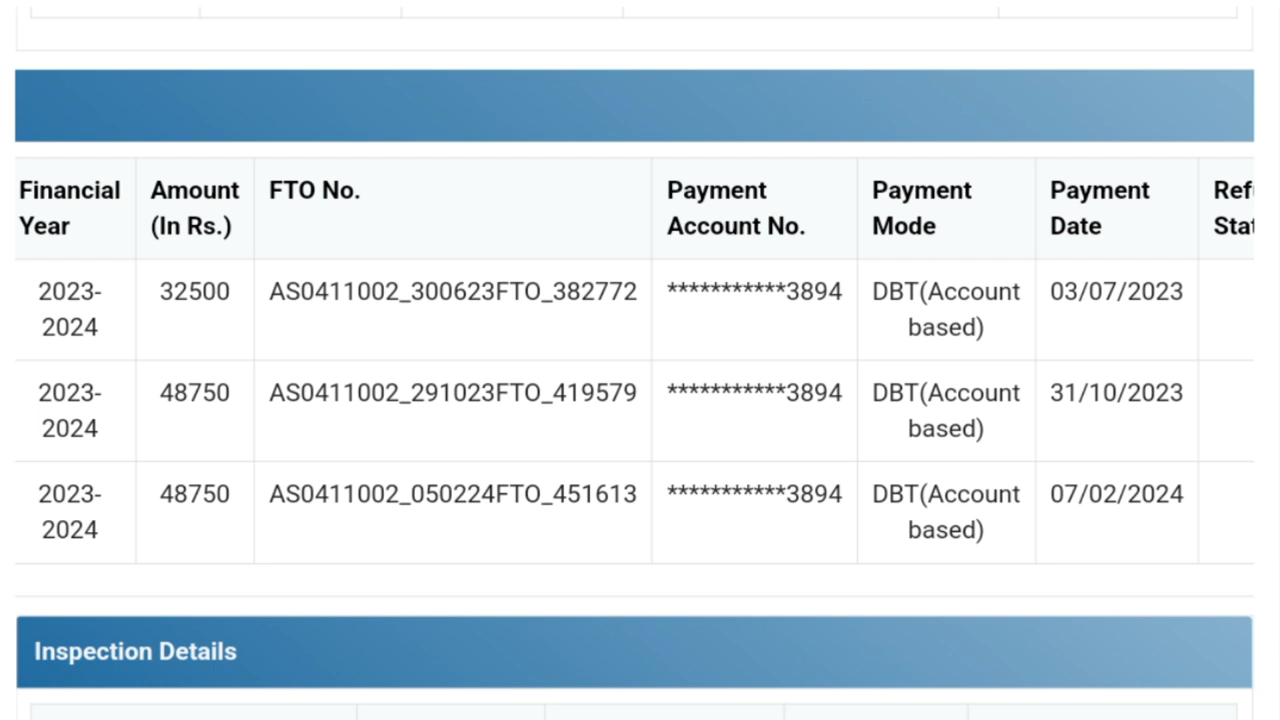 Financial Year Amount (In Rs.) FTO No. Payment Account No. Payment Mode Payment Date
2023-2024 32500 AS0411002_300623FTO_382772 ***********3894 DBT(Account based) 03/07/2023
2023-2024 48750 AS0411002_291023FTO_419579 ***********3894 DBT(Account based) 31/10/2023
2023-2024 48750 AS0411002_050224FTO_451613 ***********3894 DBT(Account based) 07/02/2024
Inspection Details